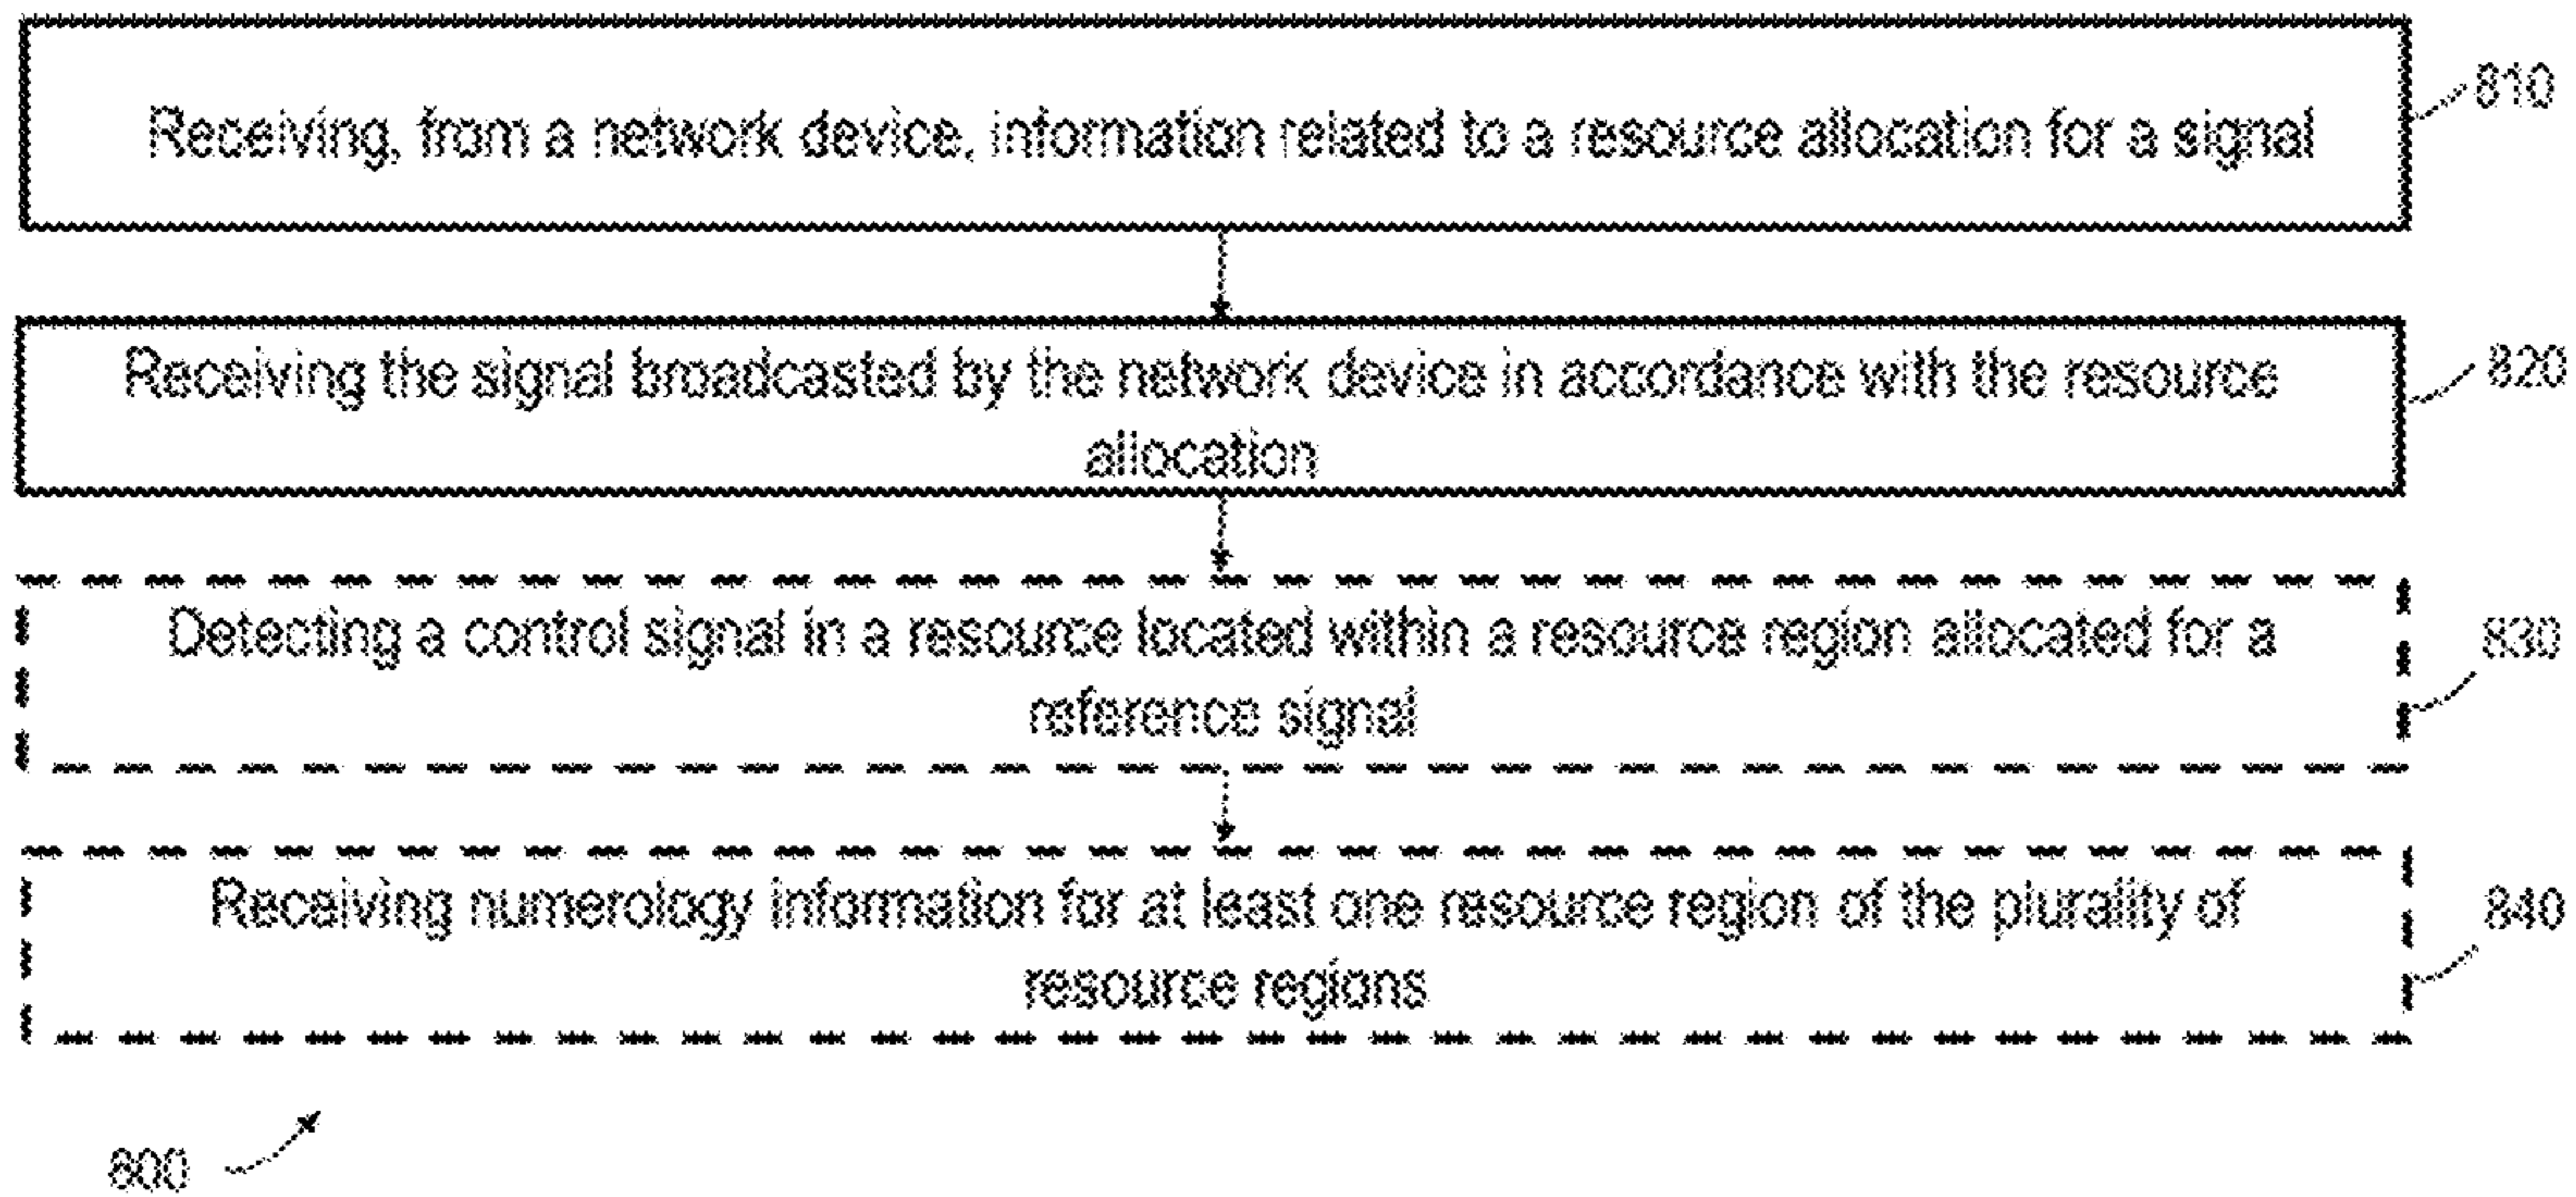 Receiving, from a network device, information related to a resource allocation for a signal
810
Receiving the signal broadcasted by the network device in accordance with the resource
allocation
820
Detecting a control signal in a resource located within a resource region allocated for a
reference signal
830
Receiving numerology information for at least one resource region of the plurality of
resource regions
840
800